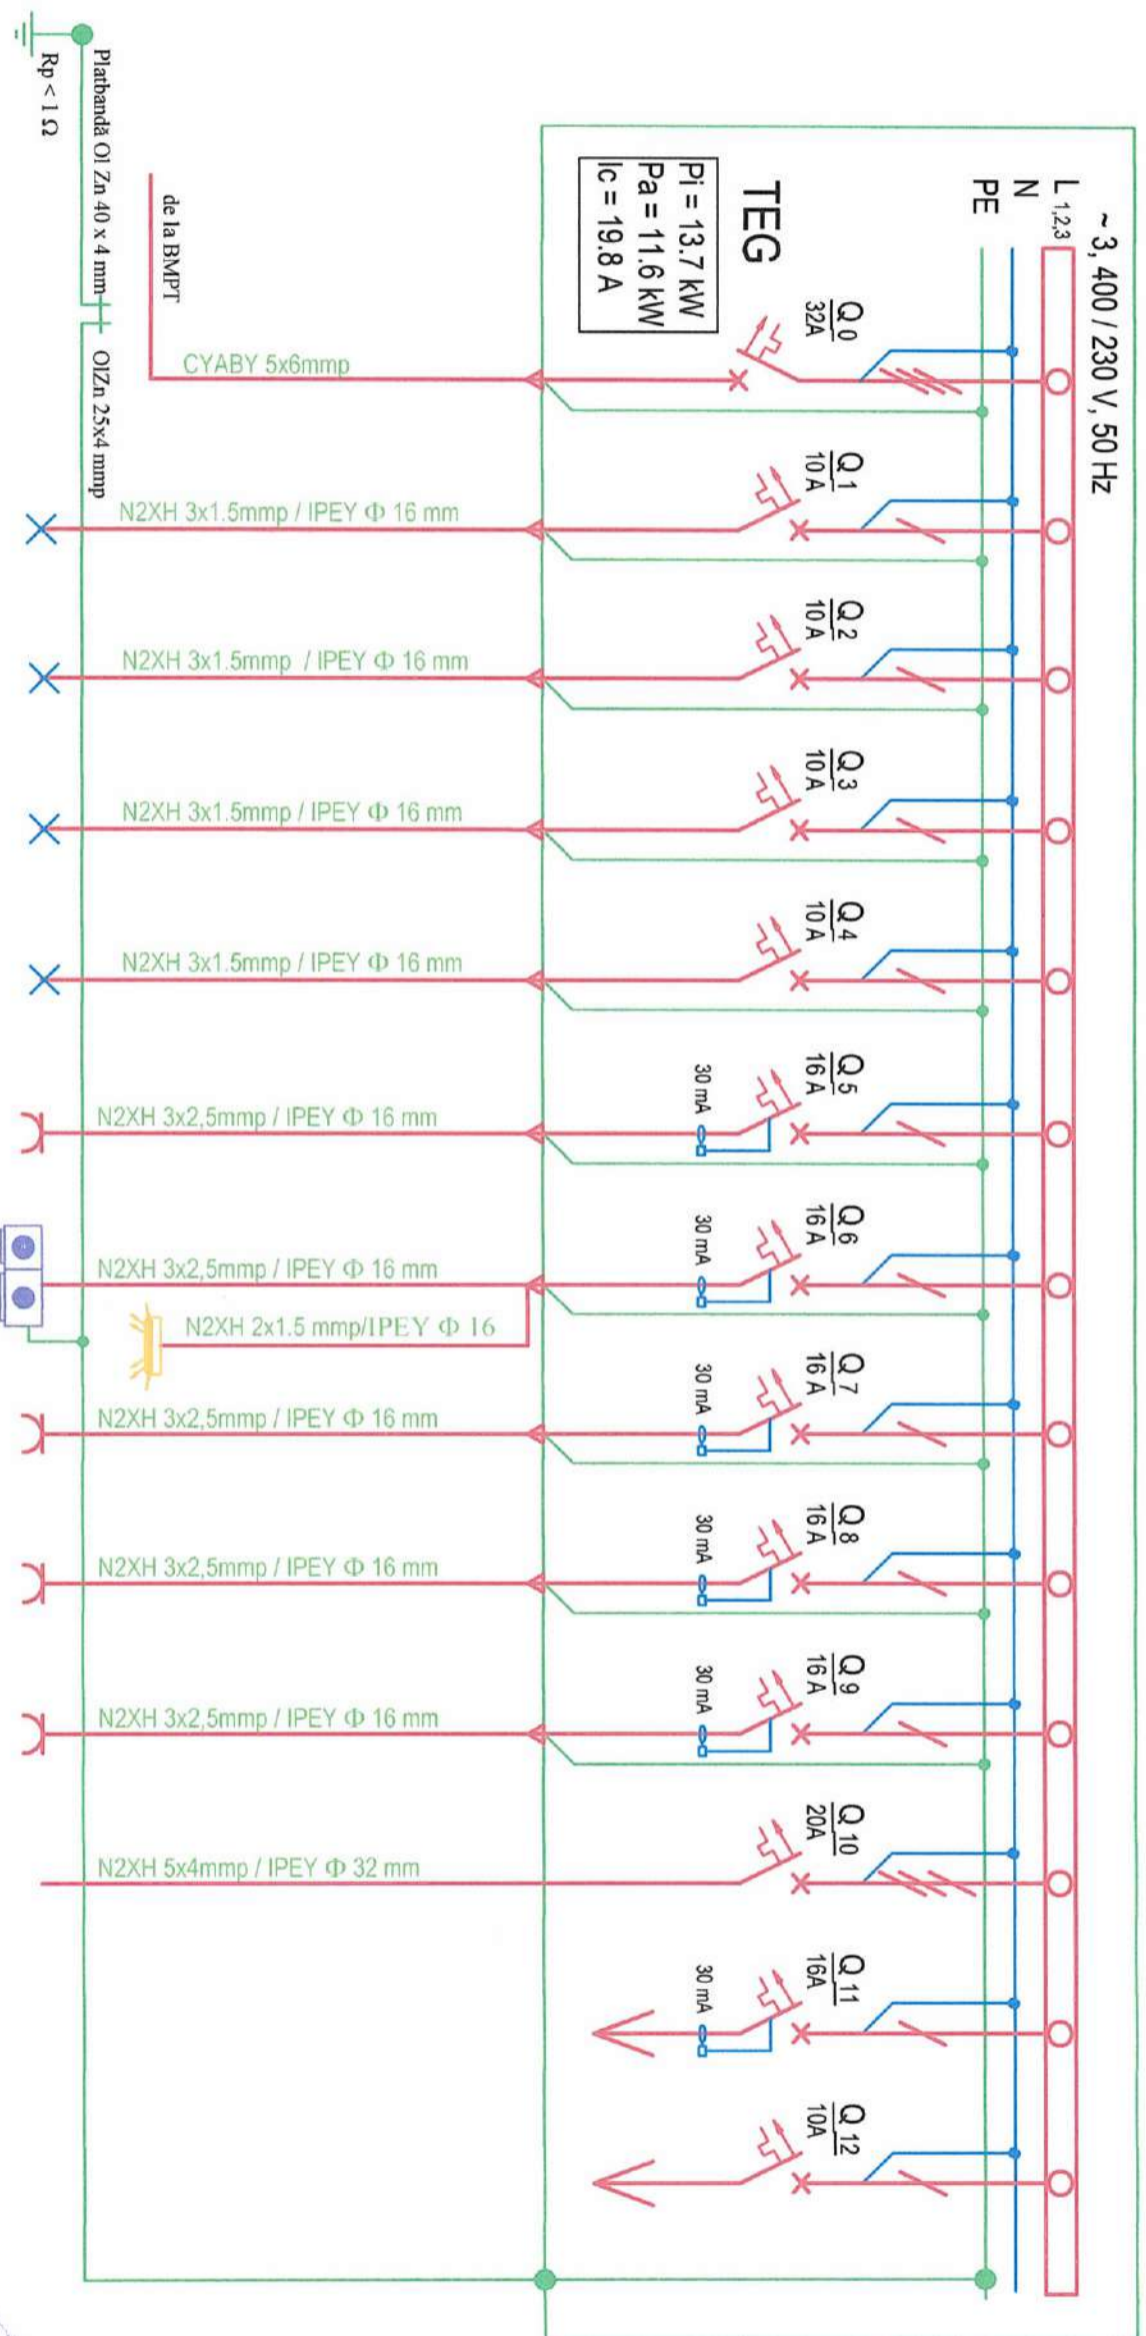 ~ 3, 400 / 230 V, 50 Hz
L 1,2,3
N
PE
TEG
Pi = 13.7 kW
Pa = 11.6 kW
Ic = 19.8 A
Q 0
32A
Q 1
10 A
Q 2
10 A
Q 3
10 A
Q 4
10 A
Q 5
16 A
30 mA
Q 6
16 A
30 mA
Q 7
16 A
30 mA
Q 8
16 A
30 mA
Q 9
16 A
30 mA
Q 10
20A
Q 11
16A
30 mA
Q 12
10A
de la BMPT
CYABY 5x6mmp
N2XH 3x1.5mmp / IPEY Φ 16 mm
N2XH 3x1.5mmp / IPEY Φ 16 mm
N2XH 3x1.5mmp / IPEY Φ 16 mm
N2XH 3x1.5mmp / IPEY Φ 16 mm
N2XH 3x2,5mmp / IPEY Φ 16 mm
N2XH 3x2,5mmp / IPEY Φ 16 mm
N2XH 2x1.5 mmp/IPEY Φ 16
N2XH 3x2,5mmp / IPEY Φ 16 mm
N2XH 3x2,5mmp / IPEY Φ 16 mm
N2XH 3x2,5mmp / IPEY Φ 16 mm
N2XH 5x4mmp / IPEY Φ 32 mm
Platbandă Ol Zn 40 x 4 mm
OlZn 25x4 mmp
Rp < 1 Ω